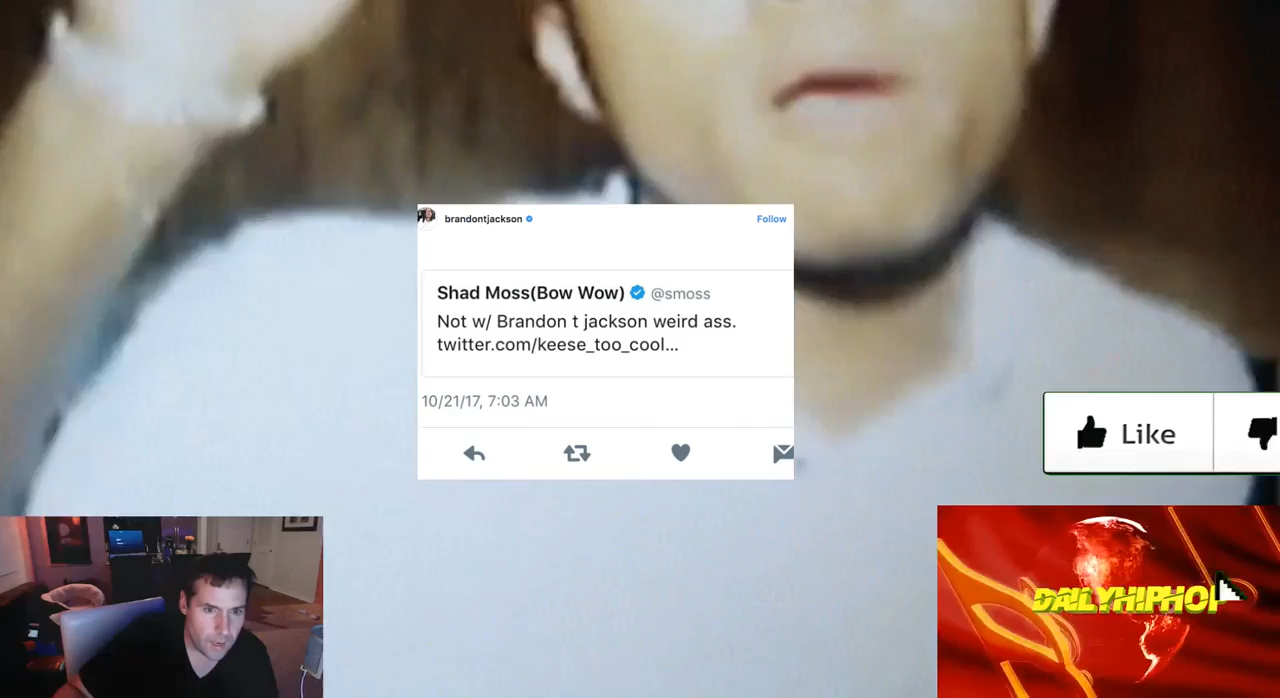 brandontjackson
Follow
Shad Moss(Bow Wow) @smoss
Not w/ Brandon t jackson weird ass.
twitter.com/keese_too_cool...
10/21/17, 7:03 AM
Like
DAILYHIPHOP